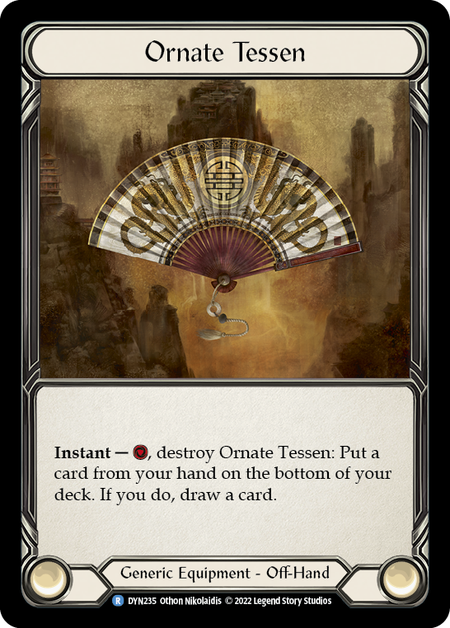 Ornate Tessen
Instant — , destroy Ornate Tessen: Put a
card from your hand on the bottom of your
deck. If you do, draw a card.
Generic Equipment - Off-Hand
R DYN235 Othon Nikolaidis © 2022 Legend Story Studios